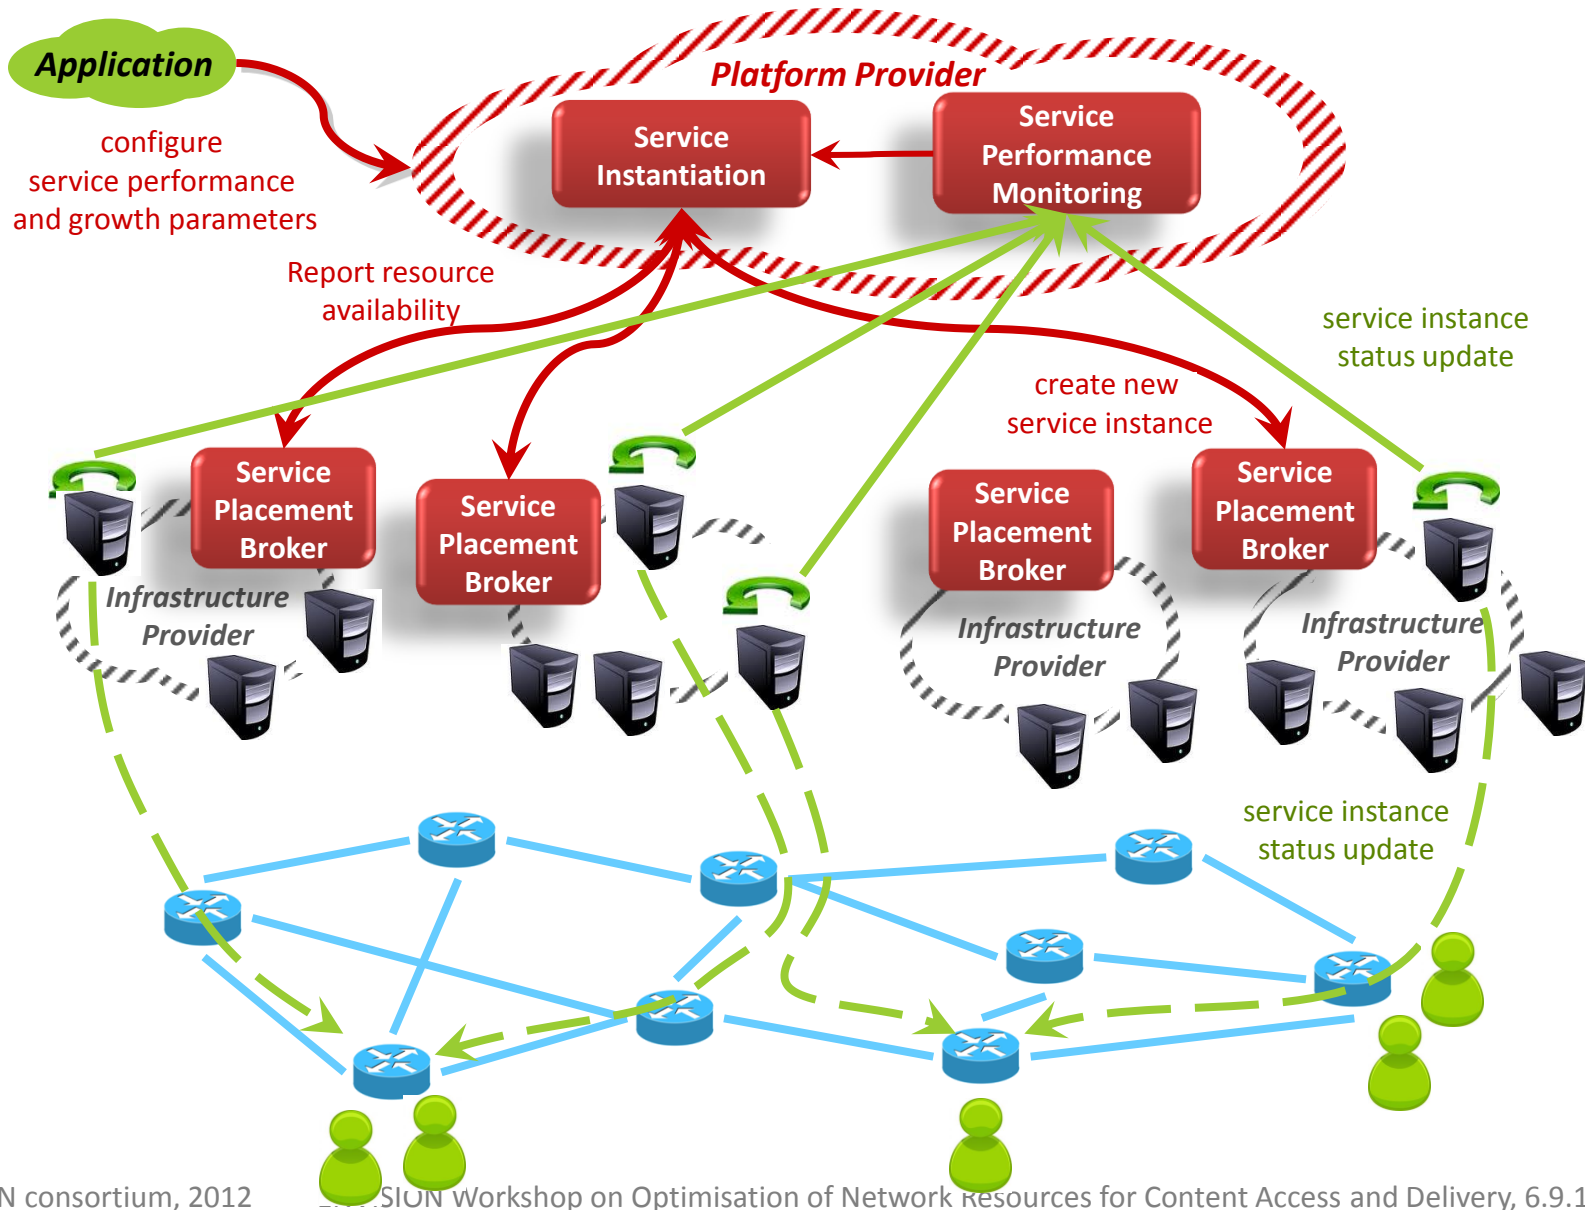 Application
Platform Provider
configure
service performance
and growth parameters
Service
Instantiation
Service
Performance
Monitoring
Report resource
availability
service instance
status update
create new
service instance
Service
Placement
Broker
Service
Placement
Broker
Service
Placement
Broker
Service
Placement
Broker
Infrastructure
Provider
Infrastructure
Provider
Infrastructure
Provider
service instance
status update
N consortium, 2012
SION Workshop on Optimisation of Network Resources for Content Access and Delivery, 6.9.1